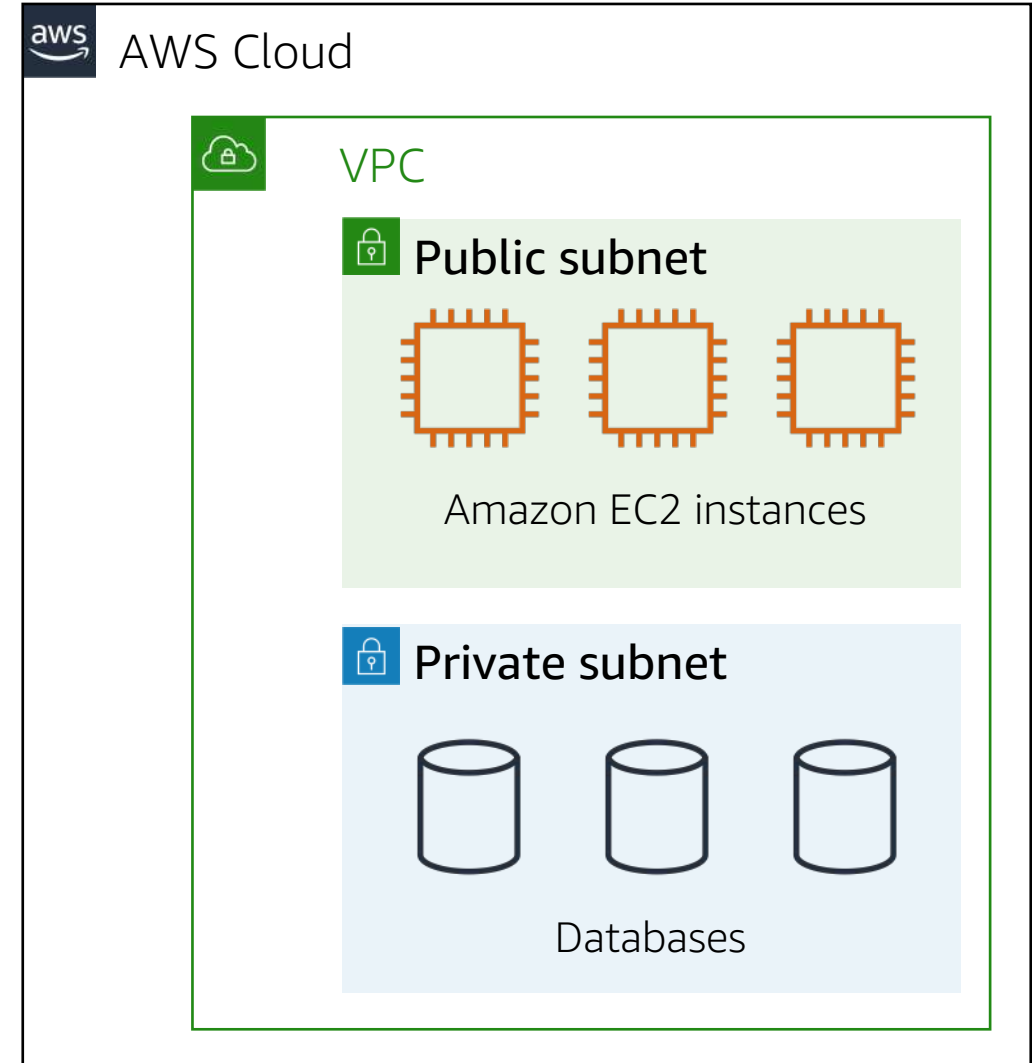 aws
AWS Cloud
VPC
Public subnet
Amazon EC2 instances
Private subnet
Databases